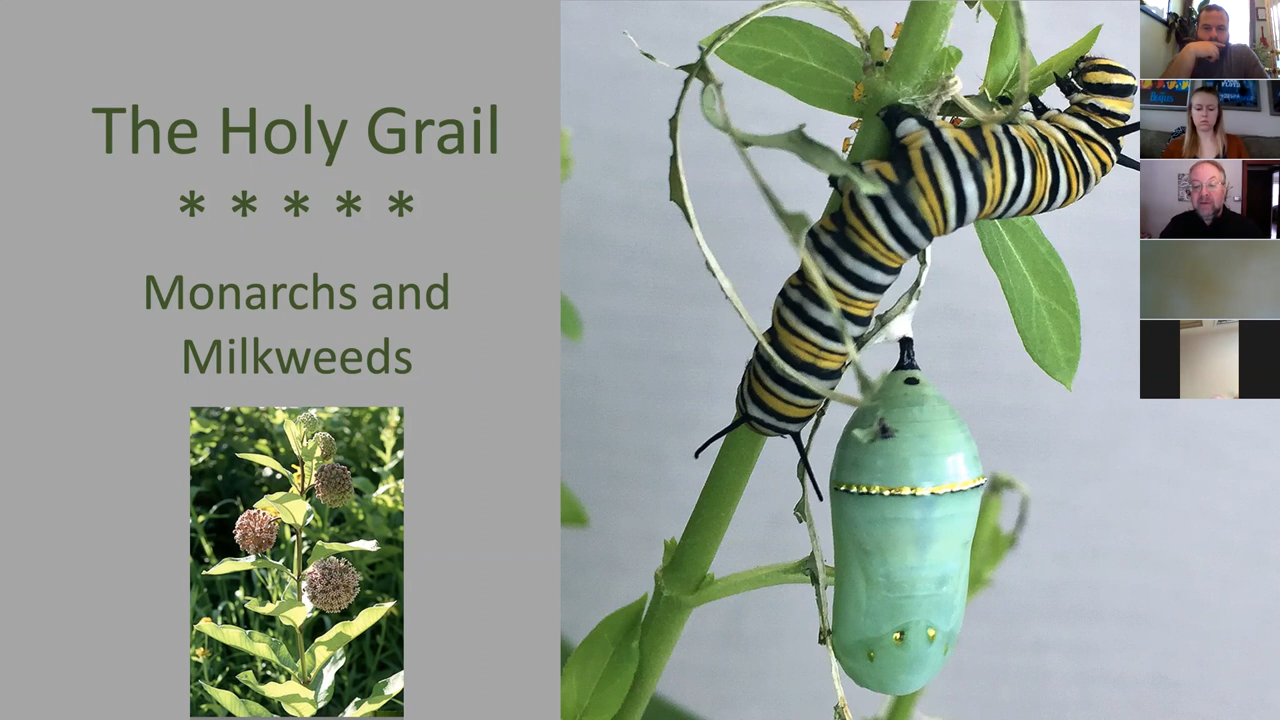 The Holy Grail
* * * * *
Monarchs and
Milkweeds